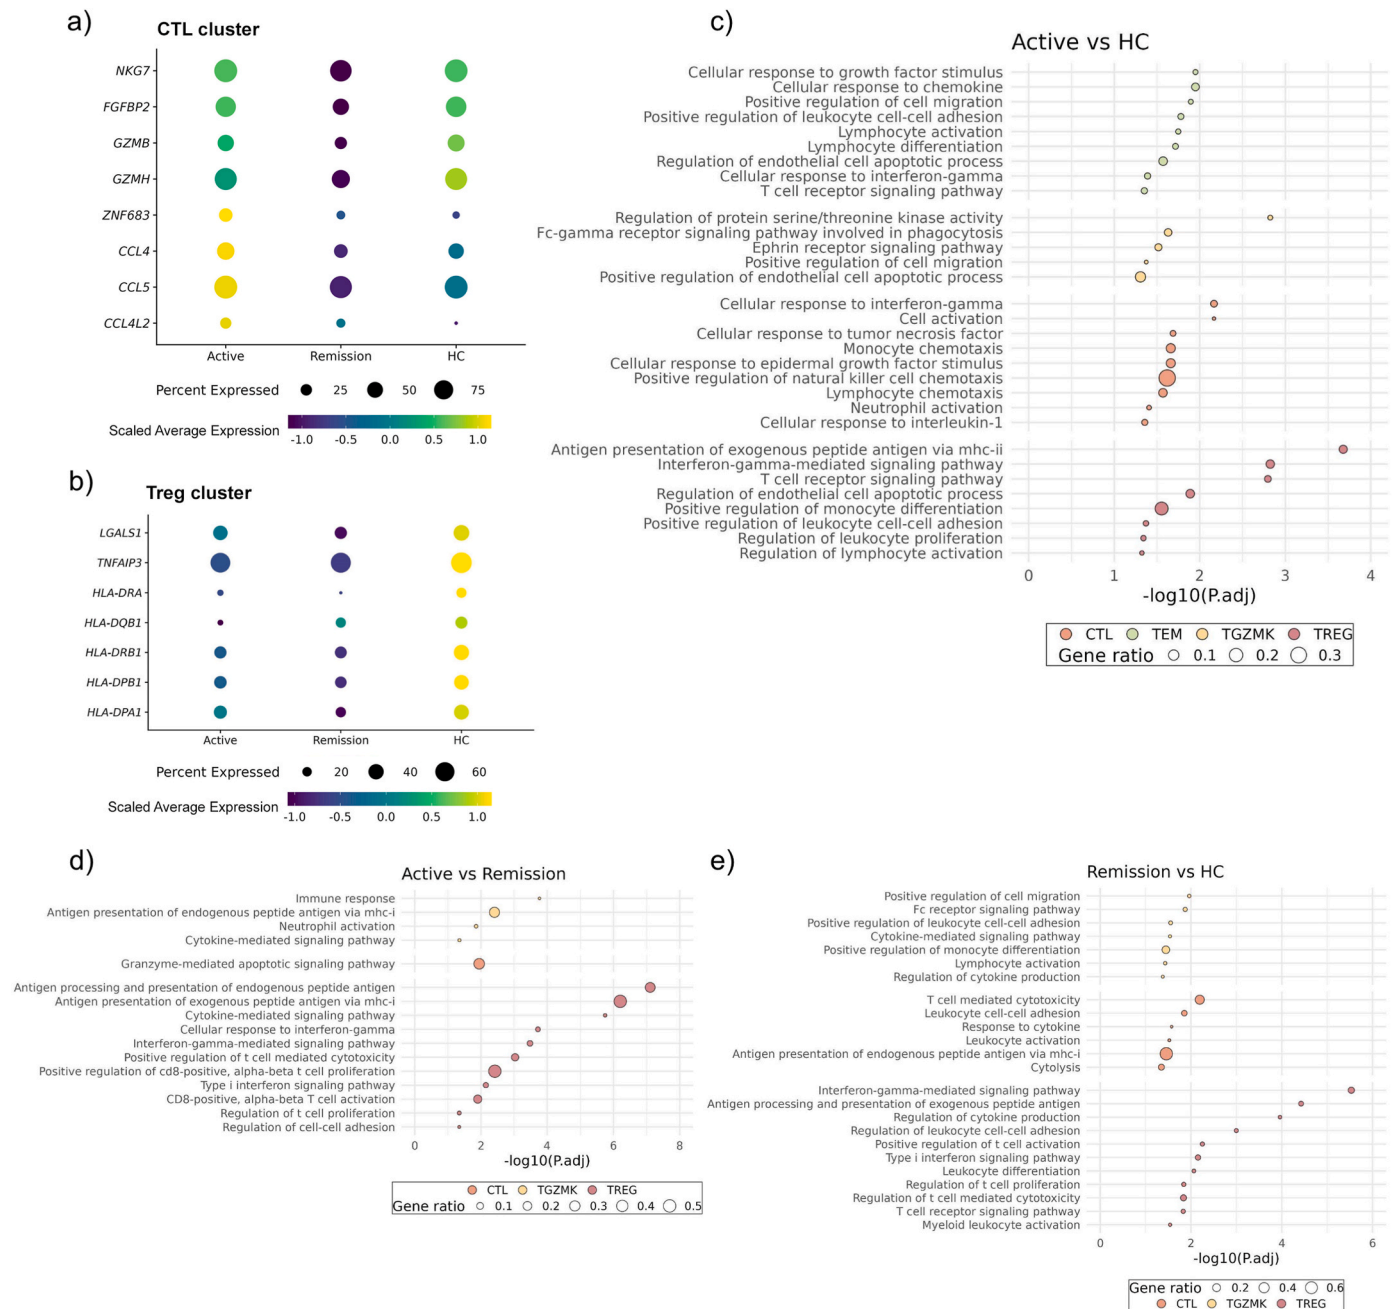 a)
CTL cluster
NKG7
FGFBP2
GZMB
GZMH
ZNF683
CCL4
CCL5
CCL4L2
Active Remission HC
Percent Expressed 25 50 75
Scaled Average Expression
-1.0 -0.5 0.0 0.5 1.0
b)
Treg cluster
LGALS1
TNFAIP3
HLA-DRA
HLA-DQB1
HLA-DRB1
HLA-DPB1
HLA-DPA1
Active Remission HC
Percent Expressed 20 40 60
Scaled Average Expression
-1.0 -0.5 0.0 0.5 1.0
c)
Active vs HC
Cellular response to growth factor stimulus
Cellular response to chemokine
Positive regulation of cell migration
Positive regulation of leukocyte cell-cell adhesion
Lymphocyte activation
Lymphocyte differentiation
Regulation of endothelial cell apoptotic process
Cellular response to interferon-gamma
T cell receptor signaling pathway
Regulation of protein serine/threonine kinase activity
Fc-gamma receptor signaling pathway involved in phagocytosis
Ephrin receptor signaling pathway
Positive regulation of cell migration
Positive regulation of endothelial cell apoptotic process
Cellular response to interferon-gamma
Cell activation
Cellular response to tumor necrosis factor
Monocyte chemotaxis
Cellular response to epidermal growth factor stimulus
Positive regulation of natural killer cell chemotaxis
Lymphocyte chemotaxis
Neutrophil activation
Cellular response to interleukin-1
Antigen presentation of exogenous peptide antigen via mhc-ii
Interferon-gamma-mediated signaling pathway
T cell receptor signaling pathway
Regulation of endothelial cell apoptotic process
Positive regulation of monocyte differentiation
Positive regulation of leukocyte cell-cell adhesion
Regulation of leukocyte proliferation
Regulation of lymphocyte activation
0 1 2 3 4
-log10(P.adj)
CTL TEM TGZMK TREG
Gene ratio 0.1 0.2 0.3
d)
Active vs Remission
Immune response
Antigen presentation of endogenous peptide antigen via mhc-i
Neutrophil activation
Cytokine-mediated signaling pathway
Granzyme-mediated apoptotic signaling pathway
Antigen processing and presentation of endogenous peptide antigen
Antigen presentation of exogenous peptide antigen via mhc-i
Cytokine-mediated signaling pathway
Cellular response to interferon-gamma
Interferon-gamma-mediated signaling pathway
Positive regulation of t cell mediated cytotoxicity
Positive regulation of cd8-positive, alpha-beta t cell proliferation
Type i interferon signaling pathway
CD8-positive, alpha-beta T cell activation
Regulation of t cell proliferation
Regulation of cell-cell adhesion
0 2 4 6 8
-log10(P.adj)
CTL TGZMK TREG
Gene ratio 0.1 0.2 0.3 0.4 0.5
e)
Remission vs HC
Positive regulation of cell migration
Fc receptor signaling pathway
Positive regulation of leukocyte cell-cell adhesion
Cytokine-mediated signaling pathway
Positive regulation of monocyte differentiation
Lymphocyte activation
Regulation of cytokine production
T cell mediated cytotoxicity
Leukocyte cell-cell adhesion
Response to cytokine
Leukocyte activation
Antigen presentation of endogenous peptide antigen via mhc-i
Cytolysis
Interferon-gamma-mediated signaling pathway
Antigen processing and presentation of exogenous peptide antigen
Regulation of cytokine production
Regulation of leukocyte cell-cell adhesion
Positive regulation of t cell activation
Type i interferon signaling pathway
Leukocyte differentiation
Regulation of t cell proliferation
Regulation of t cell mediated cytotoxicity
T cell receptor signaling pathway
Myeloid leukocyte activation
0 2 4 6
-log10(P.adj)
Gene ratio 0.2 0.4 0.6
CTL TGZMK TREG